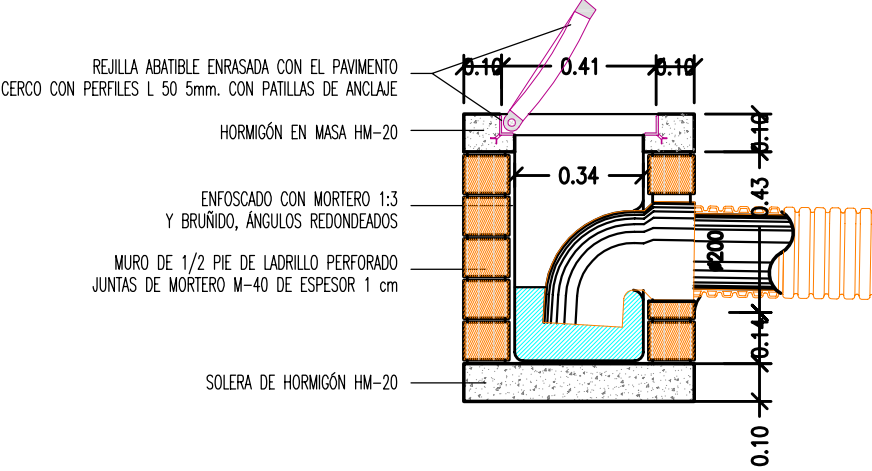 REJILLA ABATIBLE ENRASADA CON EL PAVIMENTO
CERCO CON PERFILES L 50 5mm. CON PATILLAS DE ANCLAJE
HORMIGÓN EN MASA HM-20
ENFOSCADO CON MORTERO 1:3
Y BRUÑIDO, ÁNGULOS REDONDEADOS
MURO DE 1/2 PIE DE LADRILLO PERFORADO
JUNTAS DE MORTERO M-40 DE ESPESOR 1 cm
SOLERA DE HORMIGÓN HM-20
0.10
0.41
0.10
0.34
0.10
0.43
ø200
0.14
0.10